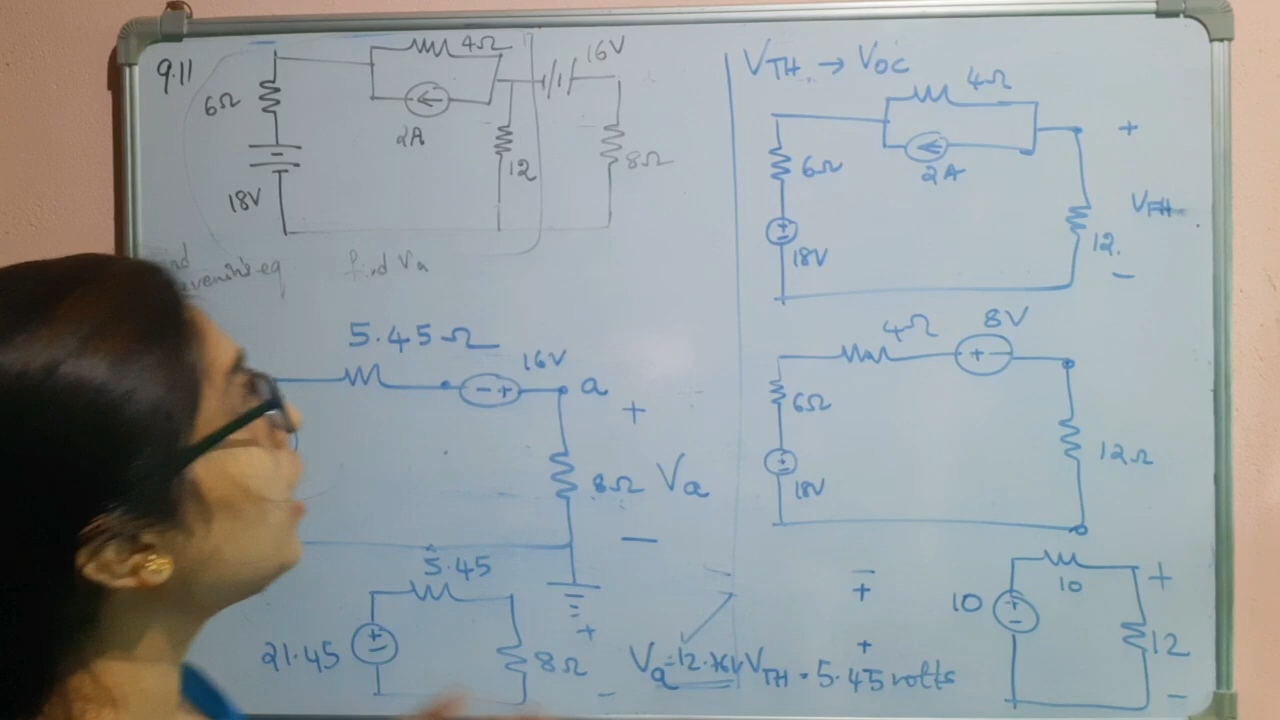 9.11
4Ω
16V
6Ω
2A
12
8Ω
18V
find Va
5.45Ω
16V
a
+
8Ω Va
5.45
21.45
+
8Ω
Va = 12.7V
VTH → VOC
4Ω
+
6Ω
2A
VTH
12
18V
4Ω
8V
6Ω
12Ω
18V
10
10
+
12
VTH = 5.45 volts